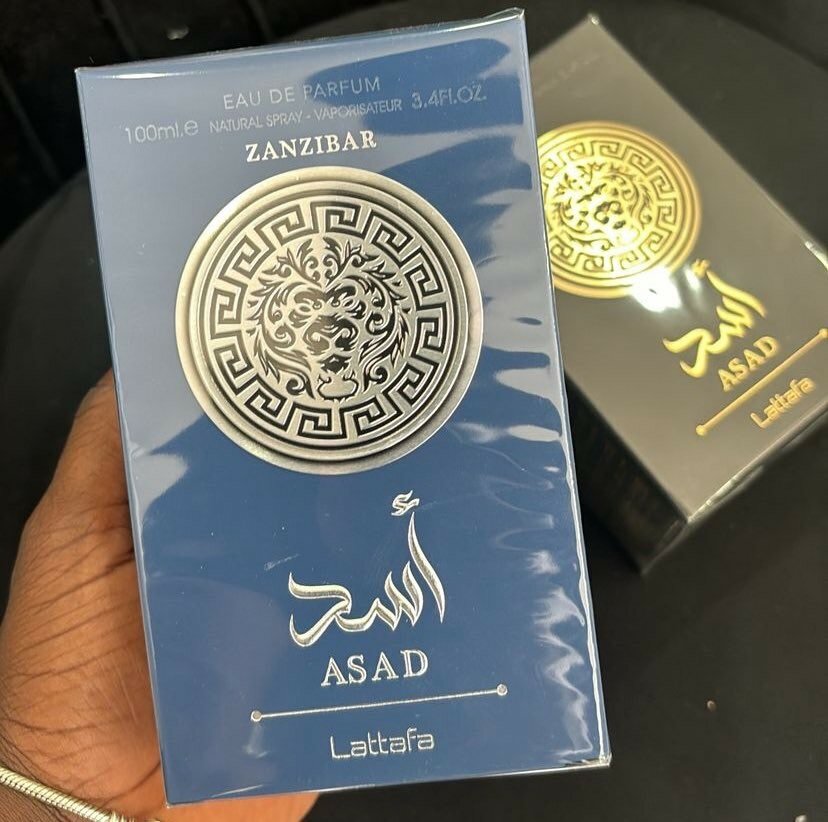 EAU DE PARFUM
100ml.e NATURAL SPRAY - VAPORISATEUR 3.4Fl.OZ.
ZANZIBAR
أسد
ASAD
Lattafa
أسد
ASAD
Lattafa